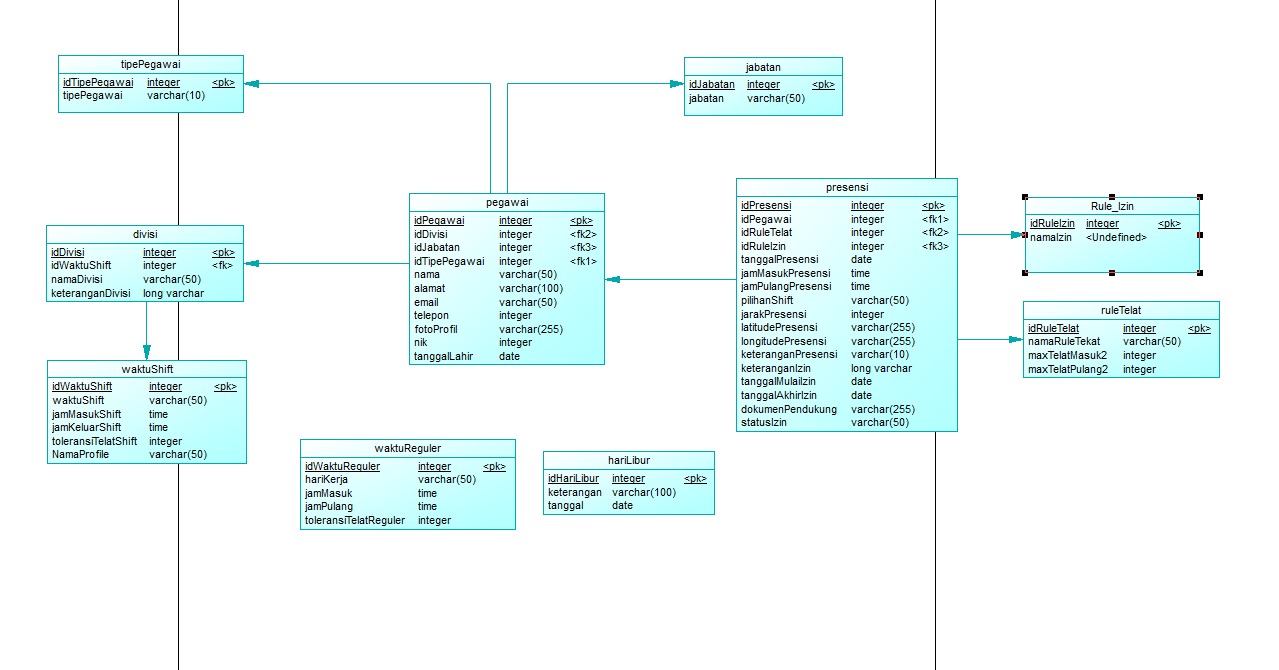 tipePegawai
idTipePegawai integer <pk>
tipePegawai varchar(10)
jabatan
idJabatan integer <pk>
jabatan varchar(50)
divisi
idDivisi integer <pk>
idWaktuShift integer <fk>
namaDivisi varchar(50)
keteranganDivisi long varchar
pegawai
idPegawai integer <pk>
idDivisi integer <fk2>
idJabatan integer <fk3>
idTipePegawai integer <fk1>
nama varchar(50)
alamat varchar(100)
email varchar(50)
telepon integer
fotoProfil varchar(255)
nik integer
tanggalLahir date
presensi
idPresensi integer <pk>
idPegawai integer <fk1>
idRuleTelat integer <fk2>
idRuleIzin integer <fk3>
tanggalPresensi date
jamMasukPresensi time
jamPulangPresensi time
pilihanShift varchar(50)
jarakPresensi integer
latitudePresensi varchar(255)
longitudePresensi varchar(255)
keteranganPresensi varchar(10)
keteranganIzin long varchar
tanggalMulaiIzin date
tanggalAkhirIzin date
dokumenPendukung varchar(255)
statusIzin varchar(50)
Rule_Izin
idRuleIzin integer <pk>
namaIzin <Undefined>
ruleTelat
idRuleTelat integer <pk>
namaRuleTekat varchar(50)
maxTelatMasuk2 integer
maxTelatPulang2 integer
waktuShift
idWaktuShift integer <pk>
waktuShift varchar(50)
jamMasukShift time
jamKeluarShift time
toleransiTelatShift integer
NamaProfile varchar(50)
waktuReguler
idWaktuReguler integer <pk>
hariKerja varchar(50)
jamMasuk time
jamPulang time
toleransiTelatReguler integer
hariLibur
idHariLibur integer <pk>
keterangan varchar(100)
tanggal date